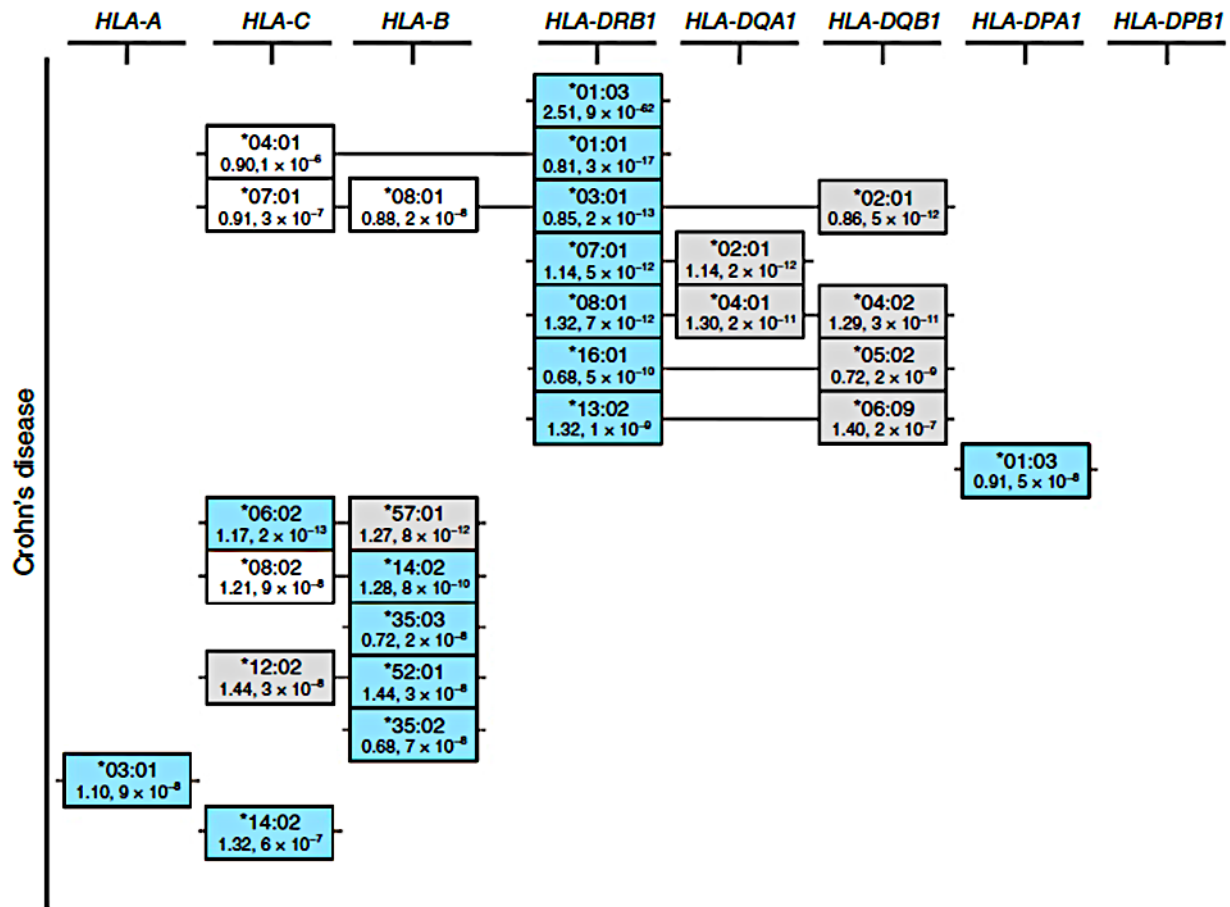 HLA-A HLA-C HLA-B HLA-DRB1 HLA-DQA1 HLA-DQB1 HLA-DPA1 HLA-DPB1
Crohn's disease
*01:03
2.51, 9 × 10⁻⁶²
*04:01 *01:01
0.90,1 × 10⁻⁶ 0.81, 3 × 10⁻¹⁷
*07:01 *08:01 *03:01 *02:01
0.91, 3 × 10⁻⁷ 0.88, 2 × 10⁻⁸ 0.85, 2 × 10⁻¹³ 0.86, 5 × 10⁻¹²
*07:01 *02:01
1.14, 5 × 10⁻¹² 1.14, 2 × 10⁻¹²
*08:01 *04:01 *04:02
1.32, 7 × 10⁻¹² 1.30, 2 × 10⁻¹¹ 1.29, 3 × 10⁻¹¹
*16:01 *05:02
0.68, 5 × 10⁻¹⁰ 0.72, 2 × 10⁻⁹
*13:02 *06:09
1.32, 1 × 10⁻⁹ 1.40, 2 × 10⁻⁷
*01:03
0.91, 5 × 10⁻⁸
*06:02 *57:01
1.17, 2 × 10⁻¹³ 1.27, 8 × 10⁻¹²
*08:02 *14:02
1.21, 9 × 10⁻⁸ 1.28, 8 × 10⁻¹⁰
*35:03
0.72, 2 × 10⁻⁸
*12:02 *52:01
1.44, 3 × 10⁻⁸ 1.44, 3 × 10⁻⁸
*35:02
0.68, 7 × 10⁻⁸
*03:01
1.10, 9 × 10⁻⁸
*14:02
1.32, 6 × 10⁻⁷